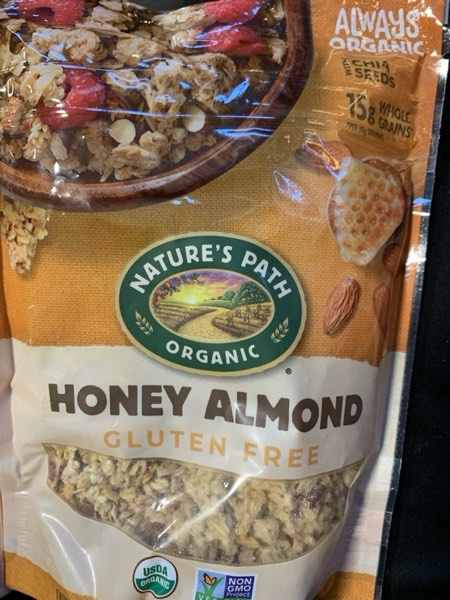 ALWAYS
ORGANIC
WITH CHIA
SEEDS
15g WHOLE
GRAINS
NATURE'S PATH
ORGANIC
HONEY ALMOND
GLUTEN FREE
USDA
ORGANIC
NON
GMO
Project